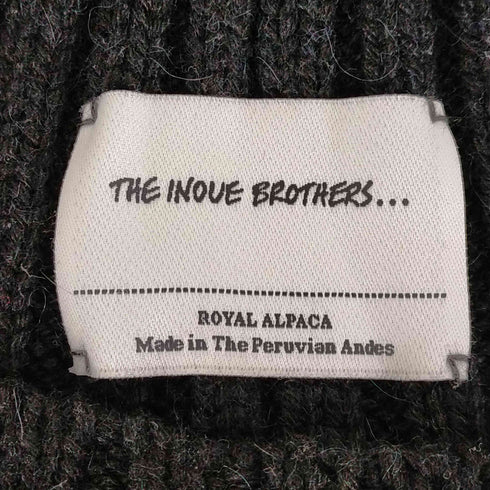 THE INOUE BROTHERS...
ROYAL ALPACA
Made in The Peruvian Andes